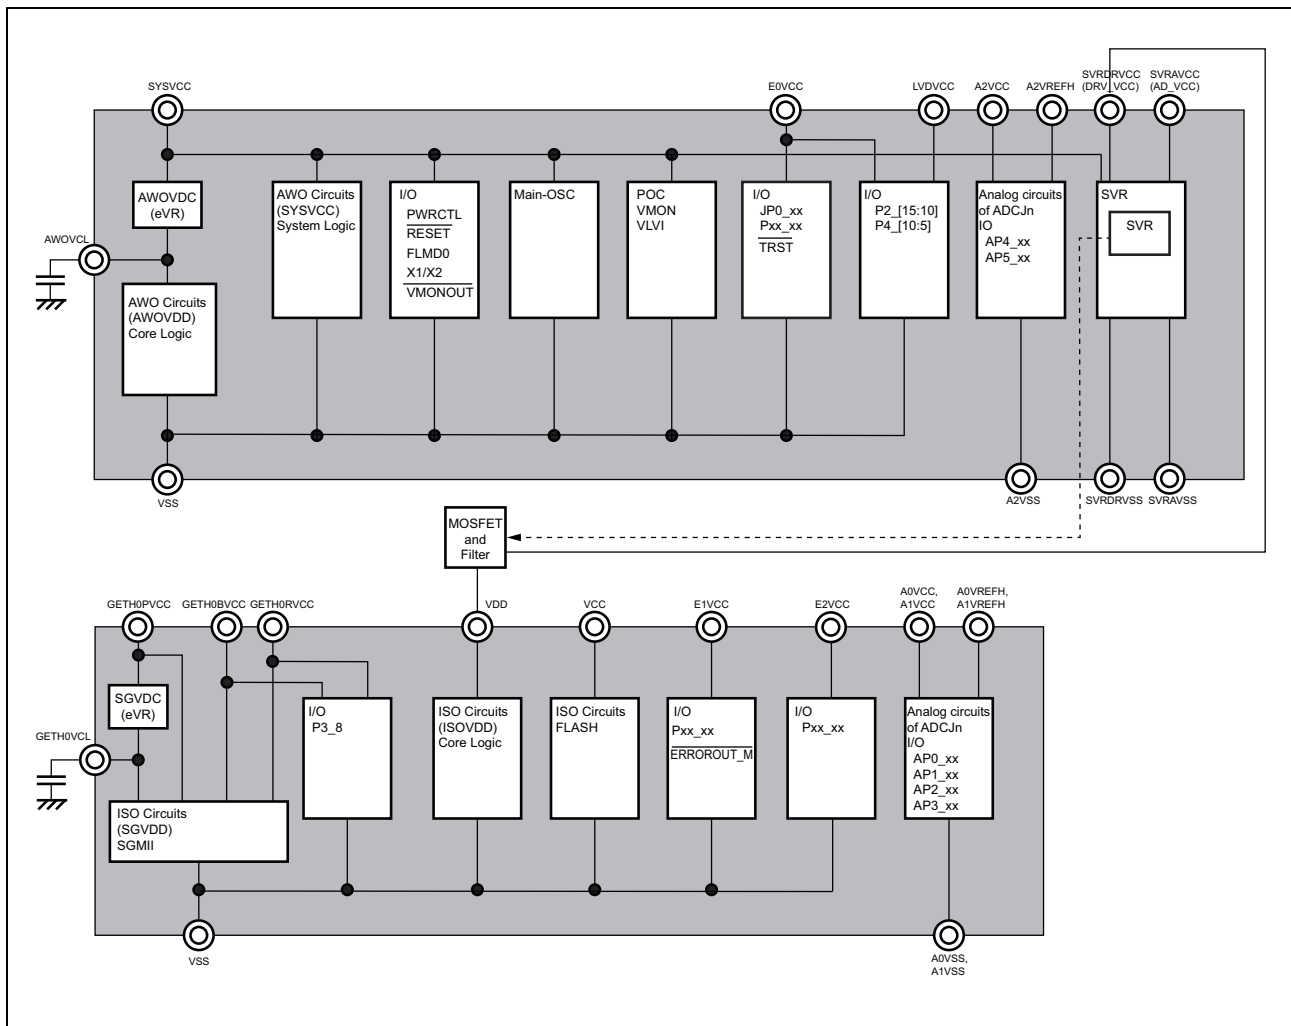 SYSVCC
E0VCC
LVDVCC
A2VCC
A2VREFH
SVRDRVCC
(DRV_VCC)
SVRAVCC
(AD_VCC)
AWOVDC
(eVR)
AWO Circuits
(SYSVCC)
System Logic
I/O
PWRCTL
RESET
FLMD0
X1/X2
VMONOUT
Main-OSC
POC
VMON
VLVI
I/O
JP0_xx
Pxx_xx
TRST
I/O
P2_[15:10]
P4_[10:5]
Analog circuits
of ADCJn
IO
AP4_xx
AP5_xx
SVR
SVR
AWOVCL
AWO Circuits
(AWOVDD)
Core Logic
VSS
A2VSS
SVRDRVSS
SVRAVSS
MOSFET
and
Filter
GETH0PVCC
GETH0BVCC
GETH0RVCC
VDD
VCC
E1VCC
E2VCC
A0VCC,
A1VCC
A0VREFH,
A1VREFH
SGVDC
(eVR)
I/O
P3_8
ISO Circuits
(ISOVDD)
Core Logic
ISO Circuits
FLASH
I/O
Pxx_xx
ERROROUT_M
I/O
Pxx_xx
Analog circuits
of ADCJn
I/O
AP0_xx
AP1_xx
AP2_xx
AP3_xx
GETH0VCL
ISO Circuits
(SGVDD)
SGMII
VSS
A0VSS,
A1VSS